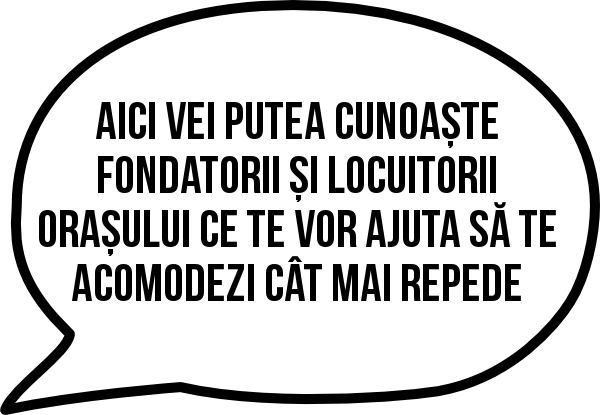 AICI VEI PUTEA CUNOAȘTE
FONDATORII ȘI LOCUITORII
ORAȘULUI CE TE VOR AJUTA SĂ TE
ACOMODEZI CÂT MAI REPEDE